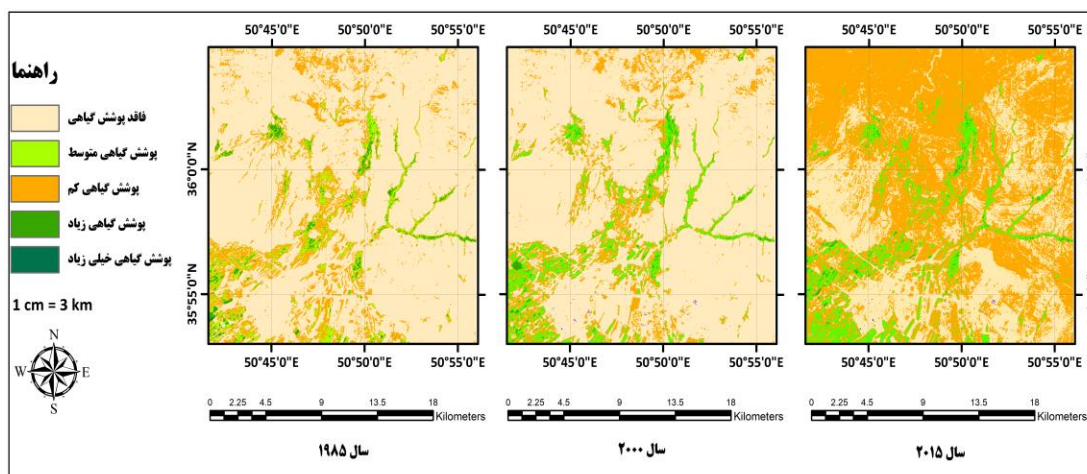 راهنما
فاقد پوشش گیاهی
پوشش گیاهی متوسط
پوشش گیاهی کم
پوشش گیاهی زیاد
پوشش گیاهی خیلی زیاد
1 cm = 3 km
N
W E
S
50°45'0"E 50°50'0"E 50°55'0"E
36°0'0"N
35°55'0"N
50°45'0"E 50°50'0"E 50°55'0"E
0 2.25 4.5 9 13.5 18
Kilometers
سال ۱۹۸۵
50°45'0"E 50°50'0"E 50°55'0"E
50°45'0"E 50°50'0"E 50°55'0"E
0 2.25 4.5 9 13.5 18
Kilometers
سال ۲۰۰۰
50°45'0"E 50°50'0"E 50°55'0"E
50°45'0"E 50°50'0"E 50°55'0"E
0 2.25 4.5 9 13.5 18
Kilometers
سال ۲۰۱۵